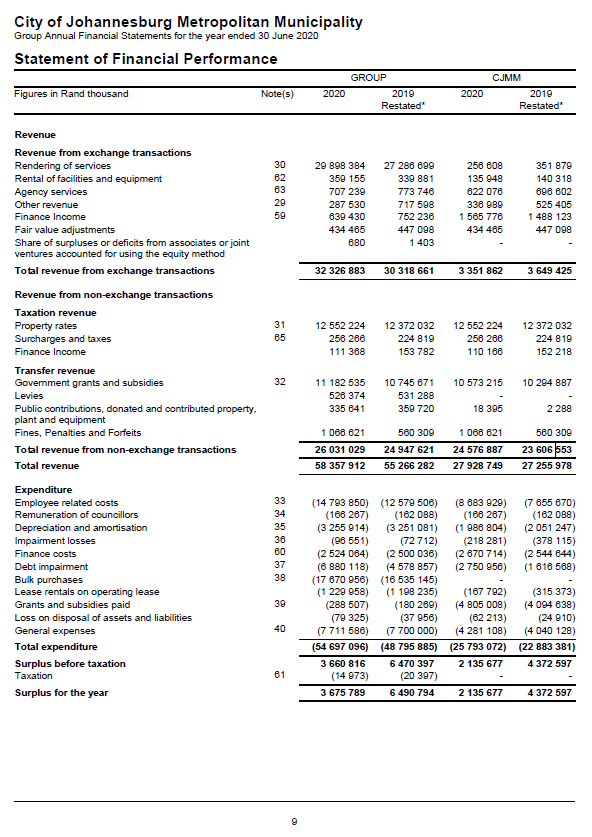 City of Johannesburg Metropolitan Municipality
Group Annual Financial Statements for the year ended 30 June 2020
Statement of Financial Performance
GROUP CJMM
Figures in Rand thousand Note(s) 2020 2019 2020 2019
Restated* Restated*
Revenue
Revenue from exchange transactions
Rendering of services 30 29 898 384 27 286 699 256 608 351 879
Rental of facilities and equipment 62 359 155 339 881 135 948 140 318
Agency services 63 707 239 773 746 622 076 696 602
Other revenue 29 287 530 717 598 336 989 525 405
Finance Income 59 639 430 752 236 1 565 776 1 488 123
Fair value adjustments 434 465 447 098 434 465 447 098
Share of surpluses or deficits from associates or joint 680 1 403 - -
ventures accounted for using the equity method
Total revenue from exchange transactions 32 326 883 30 318 661 3 351 862 3 649 425
Revenue from non-exchange transactions
Taxation revenue
Property rates 31 12 552 224 12 372 032 12 552 224 12 372 032
Surcharges and taxes 65 256 266 224 819 256 266 224 819
Finance Income 111 368 153 782 110 166 152 218
Transfer revenue
Government grants and subsidies 32 11 182 535 10 745 671 10 573 215 10 294 887
Levies 526 374 531 288 - -
Public contributions, donated and contributed property, 335 641 359 720 18 395 2 288
plant and equipment
Fines, Penalties and Forfeits 1 066 621 560 309 1 066 621 560 309
Total revenue from non-exchange transactions 26 031 029 24 947 621 24 576 887 23 606 553
Total revenue 58 357 912 55 266 282 27 928 749 27 255 978
Expenditure
Employee related costs 33 (14 793 850) (12 579 506) (8 683 929) (7 655 670)
Remuneration of councillors 34 (166 267) (162 088) (166 267) (162 088)
Depreciation and amortisation 35 (3 255 914) (3 251 081) (1 986 804) (2 051 247)
Impairment losses 36 (96 551) (72 712) (218 281) (378 115)
Finance costs 60 (2 524 064) (2 500 036) (2 670 714) (2 544 644)
Debt impairment 37 (6 880 118) (4 578 857) (2 750 956) (1 616 568)
Bulk purchases 38 (17 670 956) (16 535 145) - -
Lease rentals on operating lease (1 229 958) (1 198 235) (167 792) (315 373)
Grants and subsidies paid 39 (288 507) (180 269) (4 805 008) (4 094 638)
Loss on disposal of assets and liabilities (79 325) (37 956) (62 213) (24 910)
General expenses 40 (7 711 586) (7 700 000) (4 281 108) (4 040 128)
Total expenditure (54 697 096) (48 795 885) (25 793 072) (22 883 381)
Surplus before taxation 3 660 816 6 470 397 2 135 677 4 372 597
Taxation 61 (14 973) (20 397) - -
Surplus for the year 3 675 789 6 490 794 2 135 677 4 372 597
9